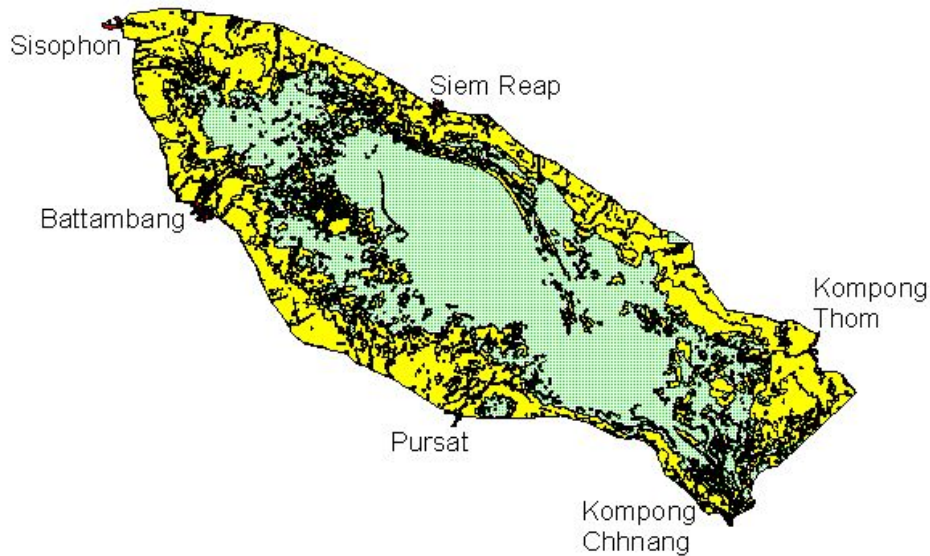 Sisophon
Siem Reap
Battambang
Kompong
Thom
Pursat
Kompong
Chhnang